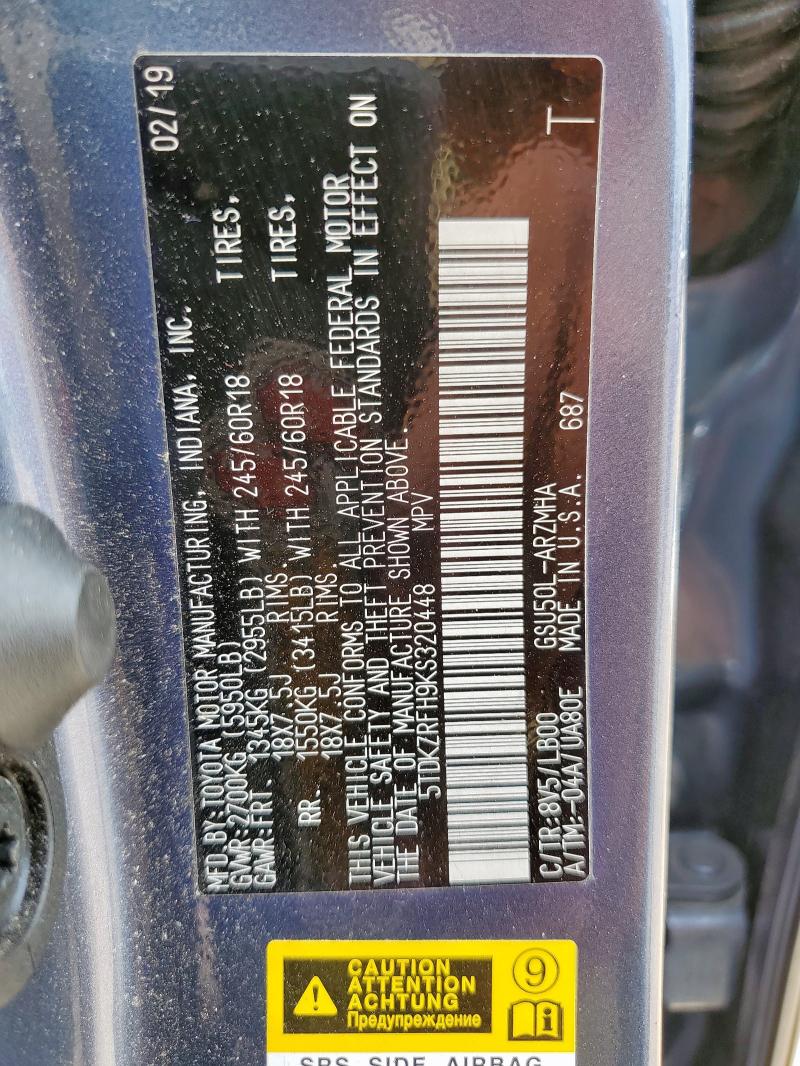 MFD.BY:TOYOTA MOTOR MANUFACTURING, INDIANA, INC. 02/19
GVWR:2700KG (5950LB)
GAWR:FRT. 1345KG (2955LB) WITH 245/60R18 TIRES,
18X7.5J RIMS.
RR. 1550KG (3415LB) WITH 245/60R18 TIRES,
18X7.5J RIMS.
THIS VEHICLE CONFORMS TO ALL APPLICABLE FEDERAL MOTOR
VEHICLE SAFETY AND THEFT PREVENTION STANDARDS IN EFFECT ON
THE DATE OF MANUFACTURE SHOWN ABOVE.
5TDKZRFH9KS320448 MPV
C/TR:8V5/LB00 GSU50L-ARZMHA T
A/TM:-04A/UA80E MADE IN U.S.A. 687
CAUTION
ATTENTION
ACHTUNG
Предупреждение
9
i
SRS SIDE AIRBAG